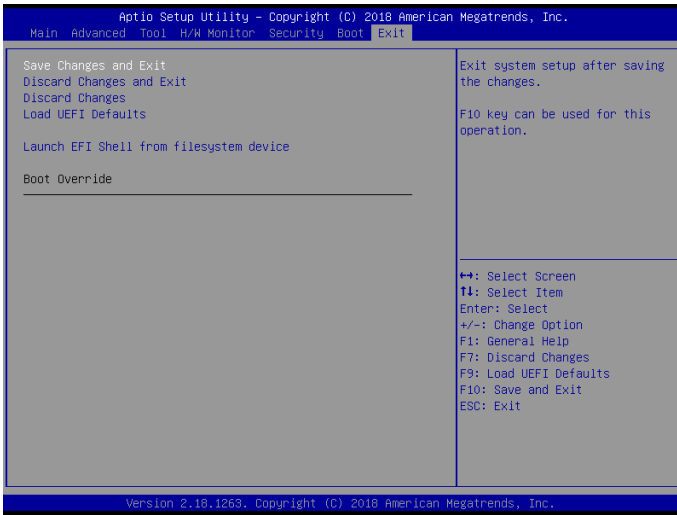 Aptio Setup Utility – Copyright (C) 2018 American Megatrends, Inc.
Main Advanced Tool H/W Monitor Security Boot Exit
Save Changes and Exit
Discard Changes and Exit
Discard Changes
Load UEFI Defaults
Launch EFI Shell from filesystem device
Boot Override
Exit system setup after saving
the changes.
F10 key can be used for this
operation.
↔: Select Screen
↑↓: Select Item
Enter: Select
+/-: Change Option
F1: General Help
F7: Discard Changes
F9: Load UEFI Defaults
F10: Save and Exit
ESC: Exit
Version 2.18.1263. Copyright (C) 2018 American Megatrends, Inc.